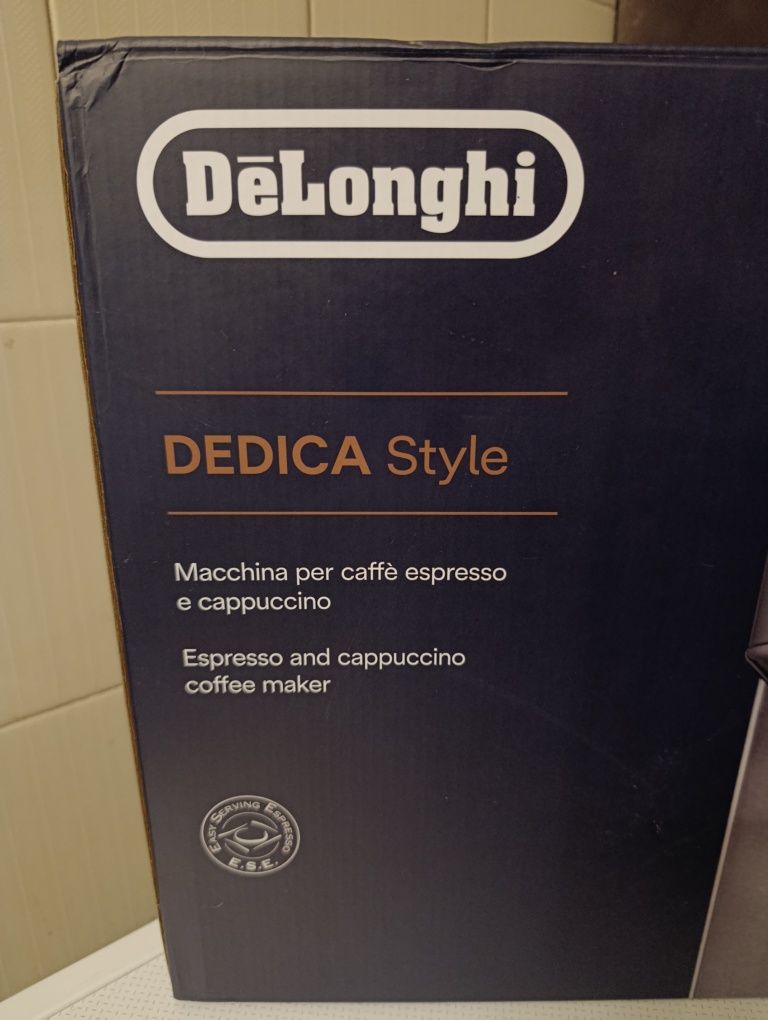 DēLonghi
DEDICA Style
Macchina per caffè espresso
e cappuccino
Espresso and cappuccino
coffee maker
EASY SERVING ESPRESSO
E.S.E.